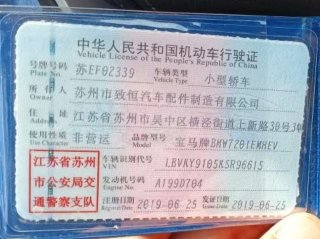 中华人民共和国机动车行驶证
Vehicle License of the People's Republic of China
号牌号码 苏EF02339 车辆类型 小型轿车
Plate No. Vehicle Type
所有人 苏州市致恒汽车配件制造有限公司
Owner
住址 江苏省苏州市吴中区横泾街道上新路30号3幢
Address
使用性质 非营运 品牌型号 宝马牌BMW7201EMHEV
Use Character Model
江苏省苏州 车辆识别代号 LBVKY9105KSR96615
VIN
市公安局交 发动机号码 A199D704
Engine No.
通警察支队 注册日期 2019-06-25 发证日期 2019-06-25
Register Date Issue Date